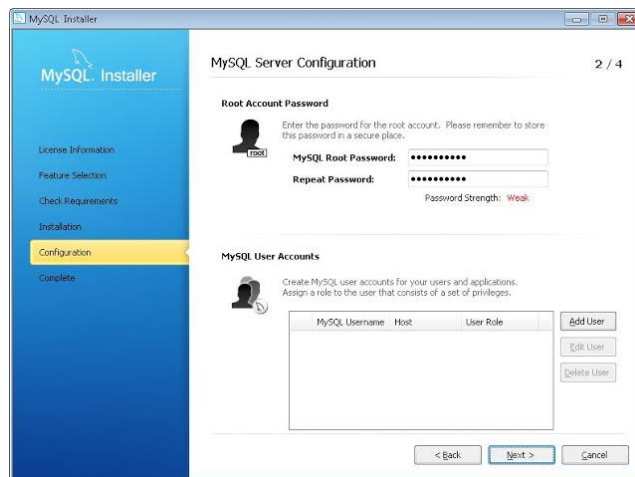 MySQL Installer
MySQL. Installer
License Information
Feature Selection
Check Requirements
Installation
Configuration
Complete
MySQL Server Configuration
2 / 4
Root Account Password
Enter the password for the root account. Please remember to store
this password in a secure place.
root
MySQL Root Password: ••••••••••
Repeat Password: ••••••••••
Password Strength: Weak
MySQL User Accounts
Create MySQL user accounts for your users and applications.
Assign a role to the user that consists of a set of privileges.
MySQL Username Host User Role
Add User
Edit User
Delete User
< Back Next > Cancel